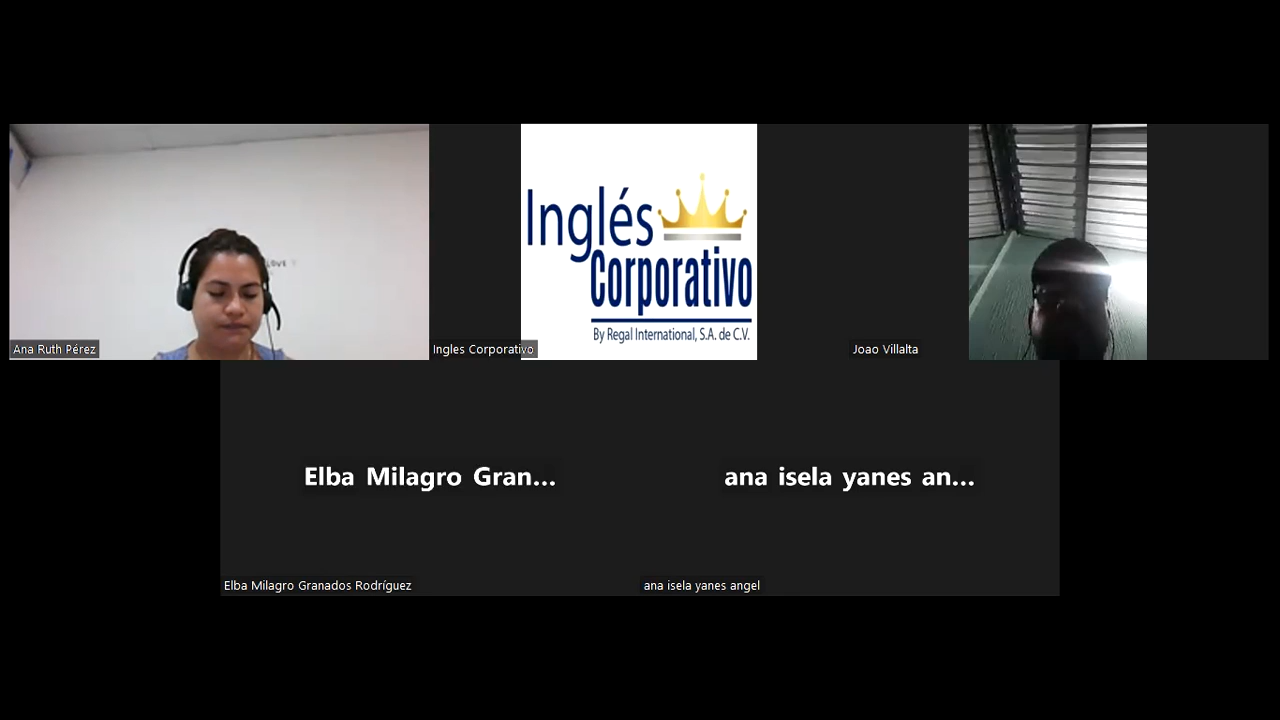 LOVE
Inglés
Corporativo
By Regal International, S.A. de C.V.
Ana Ruth Pérez
Ingles Corporativo
Joao Villalta
Elba Milagro Gran...
ana isela yanes an...
Elba Milagro Granados Rodríguez
ana isela yanes angel